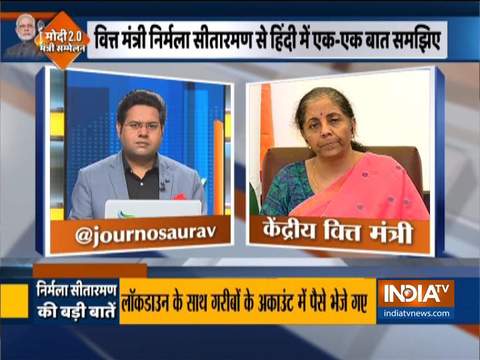 मोदी 2.0
मंत्री सम्मेलन
वित्त मंत्री निर्मला सीतारमण से हिंदी में एक-एक बात समझिए
@journosaurav
केंद्रीय वित्त मंत्री
निर्मला सीतारमण
की बड़ी बातें
लॉकडाउन के साथ गरीबों के अकाउंट में पैसे भेजे गए
INDIA TV
indiatvnews.com